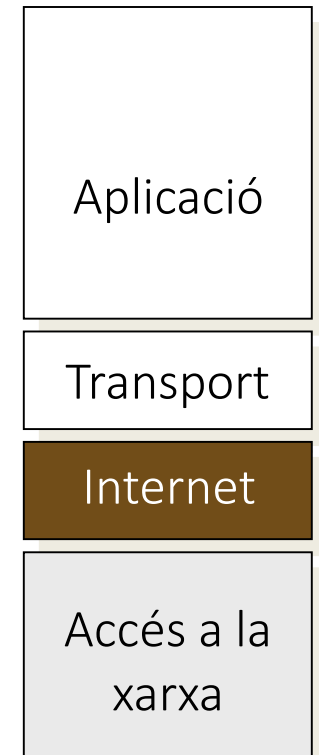 Aplicació
Transport
Internet
Accés a la
xarxa